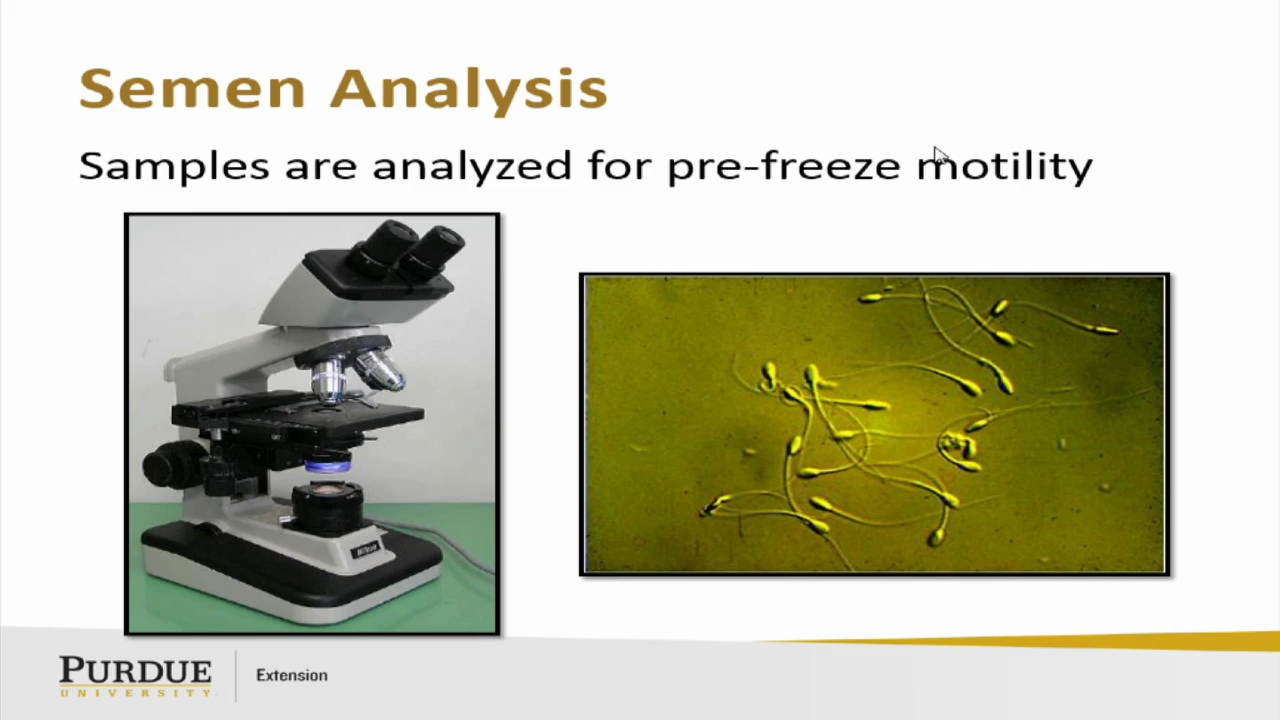 Semen Analysis
Samples are analyzed for pre-freeze motility
PURDUE
UNIVERSITY
Extension